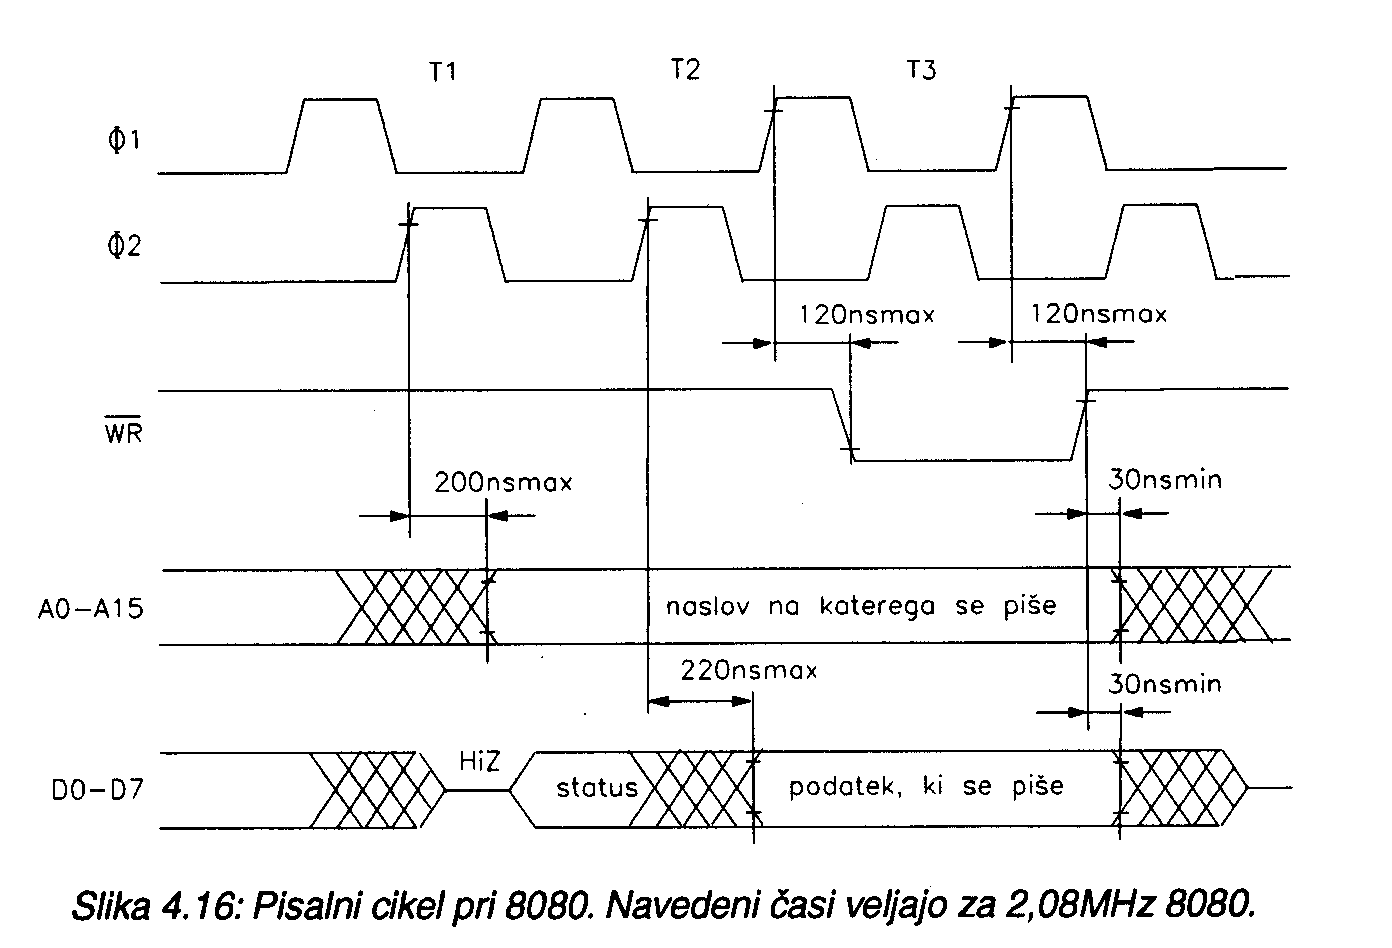 T1 T2 T3
Φ1
Φ2
120nsmax 120nsmax
WR
200nsmax 30nsmin
A0-A15 naslov na katerega se piše
220nsmax 30nsmin
HiZ
D0-D7 status podatek, ki se piše
Slika 4.16: Pisalni cikel pri 8080. Navedeni časi veljajo za 2,08MHz 8080.